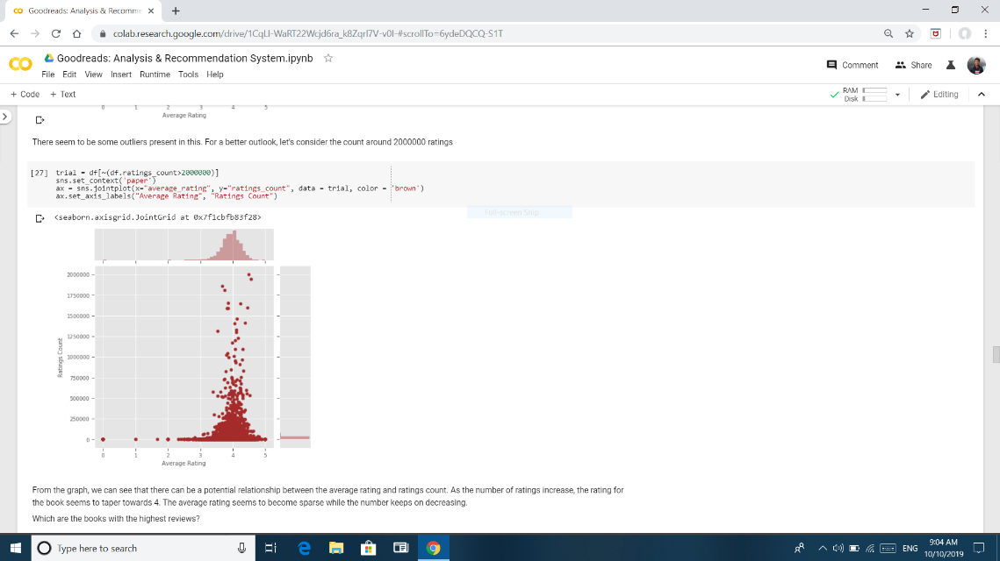 Goodreads: Analysis & Recomme
colab.research.google.com/drive/1CqLI-WaRT22Wcjd6ra_k8Zqrl7V-v0I-#scrollTo=6ydeDQCQ-S1T
Goodreads: Analysis & Recommendation System.ipynb
Comment
Share
File Edit View Insert Runtime Tools Help
+ Code + Text
RAM
Disk
Editing
0 1 2 3 4 5
Average Rating
There seem to be some outliers present in this. For a better outlook, let's consider the count around 2000000 ratings
[27] trial = df[~(df.ratings_count>2000000)]
sns.set_context('paper')
ax = sns.jointplot(x="average_rating", y="ratings_count", data = trial, color = 'brown')
ax.set_axis_labels("Average Rating", "Ratings Count")
Full-screen Snip
<seaborn.axisgrid.JointGrid at 0x7f1cbfb83f28>
2000000
1750000
1500000
1250000
1000000
750000
500000
250000
0
Ratings Count
0 1 2 3 4 5
Average Rating
From the graph, we can see that there can be a potential relationship between the average rating and ratings count. As the number of ratings increase, the rating for
the book seems to taper towards 4. The average rating seems to become sparse while the number keeps on decreasing.
Which are the books with the highest reviews?
Type here to search
ENG
9:04 AM
10/10/2019